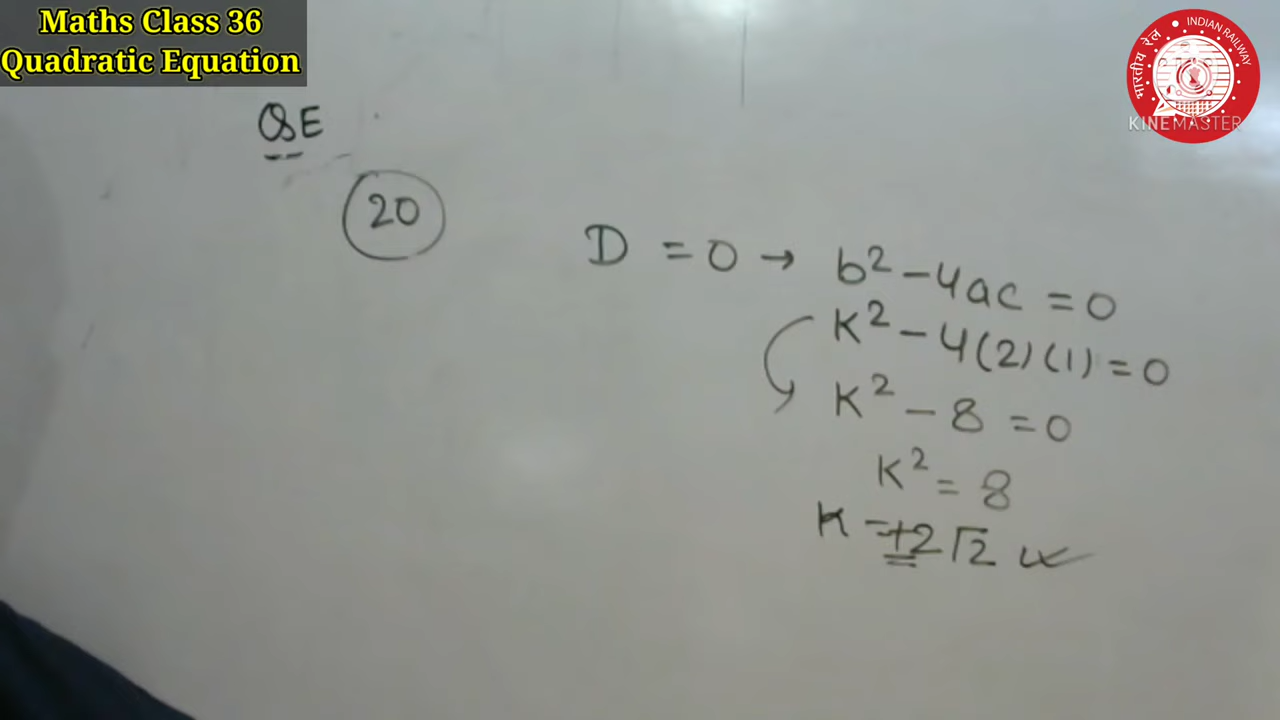 Maths Class 36
Quadratic Equation
भारतीय रेल
INDIAN RAILWAY
KINEMASTER
QE
20
D = 0 → b² - 4ac = 0
K² - 4(2)(1) = 0
K² - 8 = 0
K² = 8
K = ±2√2